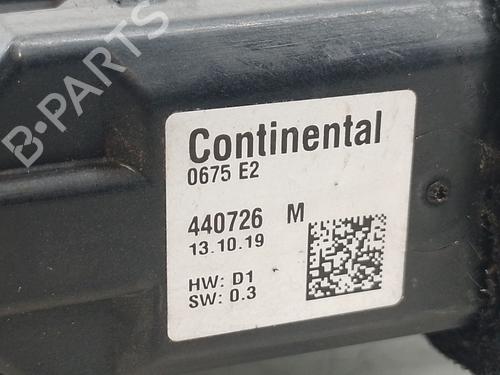 B-PARTS
Continental
0675 E2
440726 M
13.10.19
HW: D1
SW: 0.3